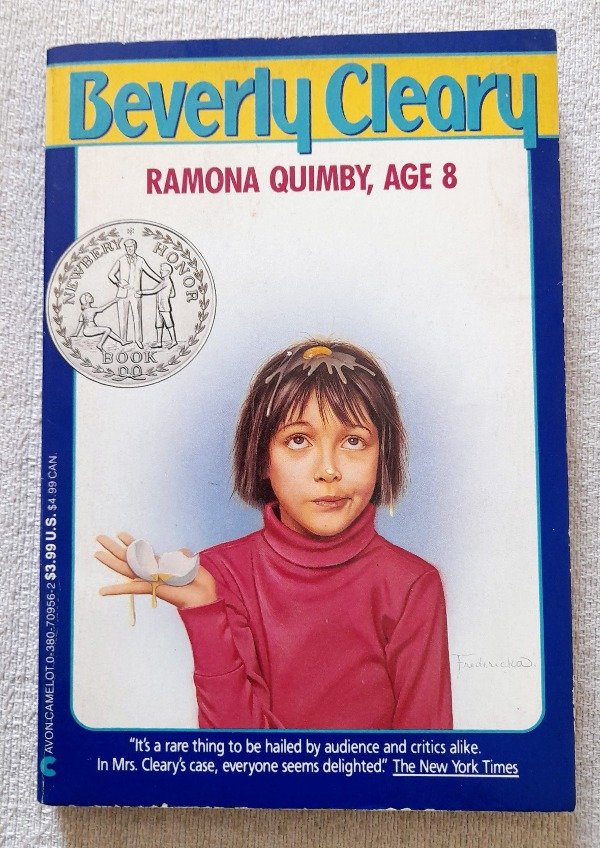 Beverly Cleary
RAMONA QUIMBY, AGE 8
NEWBERY HONOR
BOOK
AVON·CAMELOT·0-380-70956-2·$3.99 U.S. $4.99 CAN.
Fredericka
"It's a rare thing to be hailed by audience and critics alike.
In Mrs. Cleary's case, everyone seems delighted." The New York Times